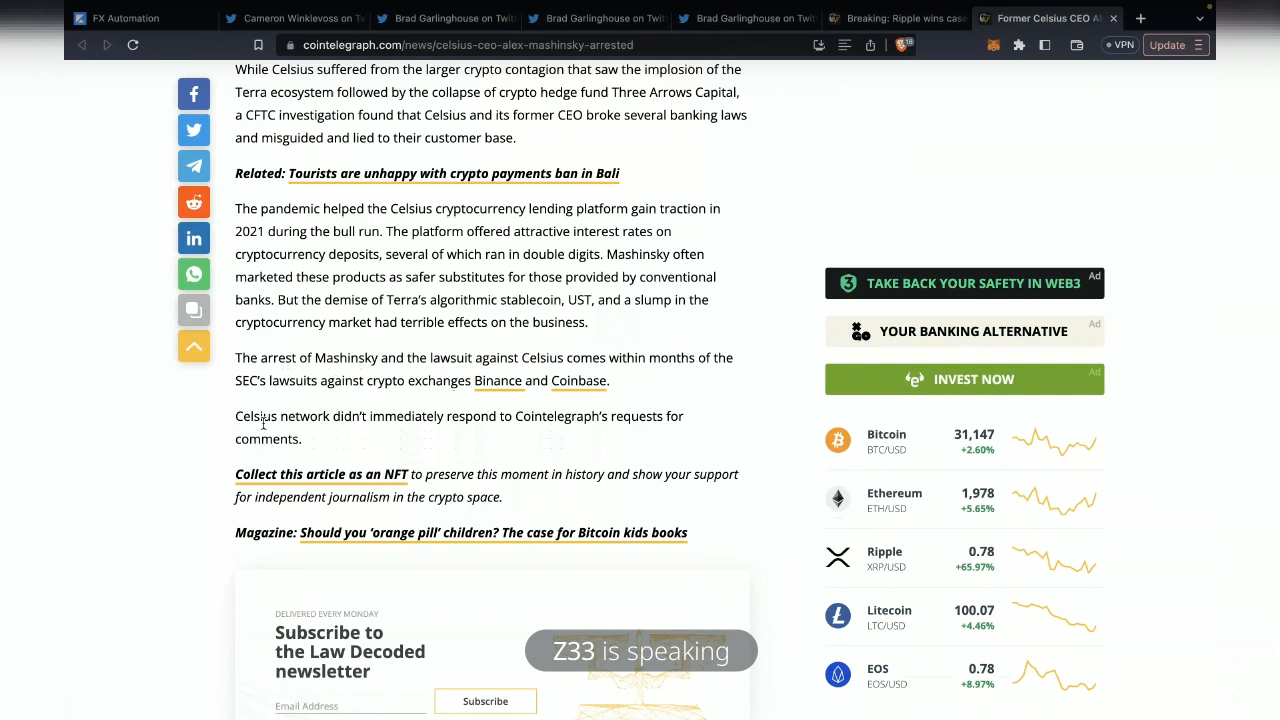 FX Automation
Cameron Winklevoss on Tw
Brad Garlinghouse on Twit
Brad Garlinghouse on Twit
Brad Garlinghouse on Twit
Breaking: Ripple wins case
Former Celsius CEO Al
cointelegraph.com/news/celsius-ceo-alex-mashinsky-arrested
18
VPN
Update
While Celsius suffered from the larger crypto contagion that saw the implosion of the
Terra ecosystem followed by the collapse of crypto hedge fund Three Arrows Capital,
a CFTC investigation found that Celsius and its former CEO broke several banking laws
and misguided and lied to their customer base.
Related: Tourists are unhappy with crypto payments ban in Bali
The pandemic helped the Celsius cryptocurrency lending platform gain traction in
2021 during the bull run. The platform offered attractive interest rates on
cryptocurrency deposits, several of which ran in double digits. Mashinsky often
marketed these products as safer substitutes for those provided by conventional
banks. But the demise of Terra's algorithmic stablecoin, UST, and a slump in the
cryptocurrency market had terrible effects on the business.
The arrest of Mashinsky and the lawsuit against Celsius comes within months of the
SEC's lawsuits against crypto exchanges Binance and Coinbase.
Celsius network didn't immediately respond to Cointelegraph's requests for
comments.
Collect this article as an NFT to preserve this moment in history and show your support
for independent journalism in the crypto space.
Magazine: Should you 'orange pill' children? The case for Bitcoin kids books
DELIVERED EVERY MONDAY
Subscribe to
the Law Decoded
newsletter
Email Address
Subscribe
Z33 is speaking
TAKE BACK YOUR SAFETY IN WEB3
Ad
YOUR BANKING ALTERNATIVE
Ad
INVEST NOW
Ad
Bitcoin 31,147
BTC/USD +2.60%
Ethereum 1,978
ETH/USD +5.65%
Ripple 0.78
XRP/USD +65.97%
Litecoin 100.07
LTC/USD +4.46%
EOS 0.78
EOS/USD +8.97%